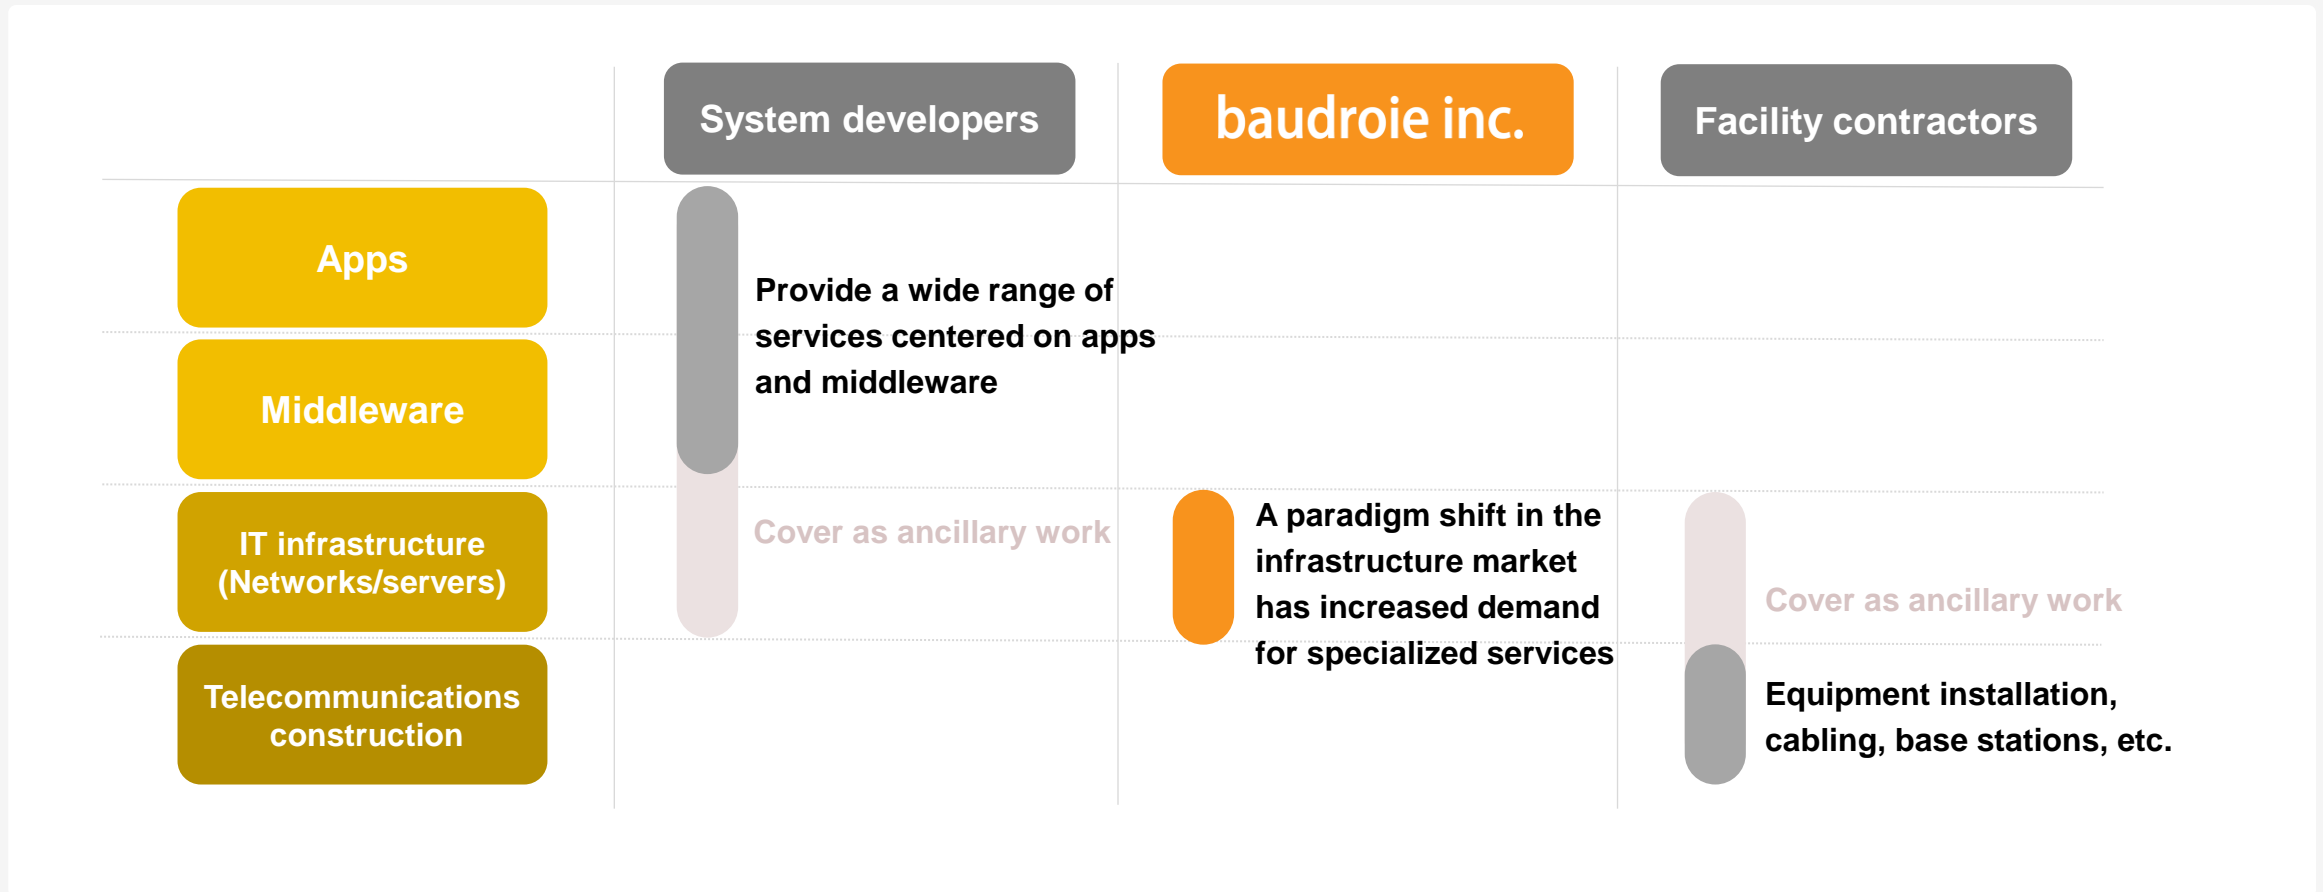 System developers
baudroie inc.
Facility contractors
Apps
Provide a wide range of
services centered on apps
and middleware
Middleware
IT infrastructure
(Networks/servers)
Cover as ancillary work
A paradigm shift in the
infrastructure market
has increased demand
for specialized services
Cover as ancillary work
Telecommunications
construction
Equipment installation,
cabling, base stations, etc.